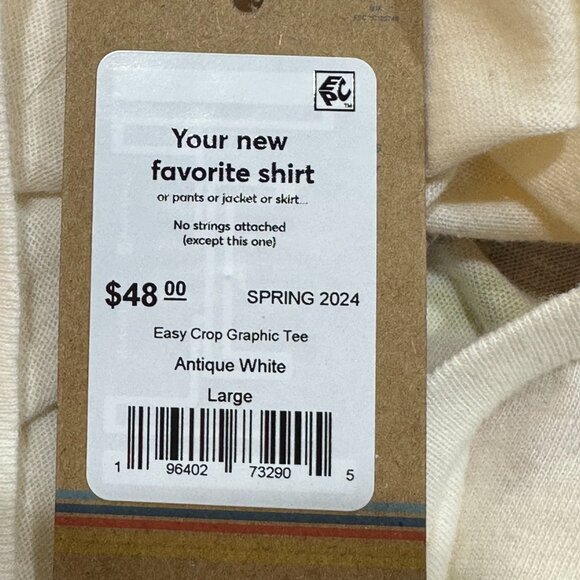 EPC™
Your new
favorite shirt
or pants or jacket or skirt...
No strings attached
(except this one)
$48 00
SPRING 2024
Easy Crop Graphic Tee
Antique White
Large
1 96402 73290 5